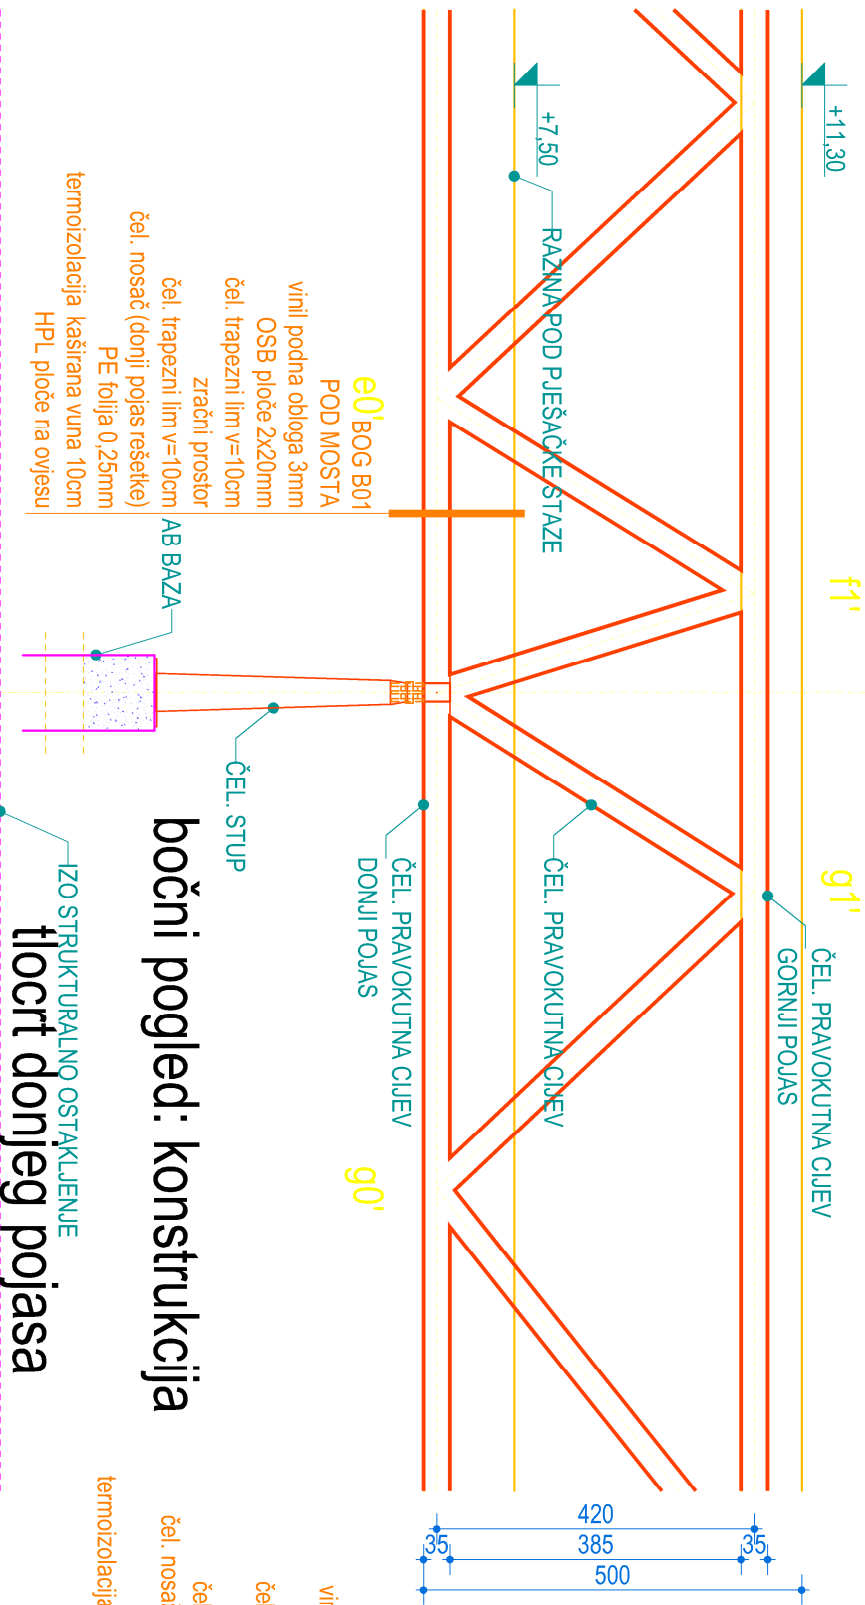 +11,30
+7,50
RAZINA POD PJEŠAČKE STAZE
f1'
g1'
ČEL. PRAVOKUTNA CIJEV
GORNJI POJAS
ČEL. PRAVOKUTNA CIJEV
ČEL. PRAVOKUTNA CIJEV
DONJI POJAS
g0'
e0' BOG B01
POD MOSTA
vinil podna obloga 3mm
OSB ploče 2x20mm
čel. trapezni lim v=10cm
zračni prostor
čel. trapezni lim v=10cm
čel. nosač (donji pojas rešetke)
PE folija 0,25mm
termoizolacija kaširana vuna 10cm
HPL ploče na ovjesu
AB BAZA
ČEL. STUP
bočni pogled: konstrukcija
IZO STRUKTURALNO OSTAKLJENJE
tlocrt donjeg pojasa
420
35
385
35
500
čel. nosa
termoizolacija